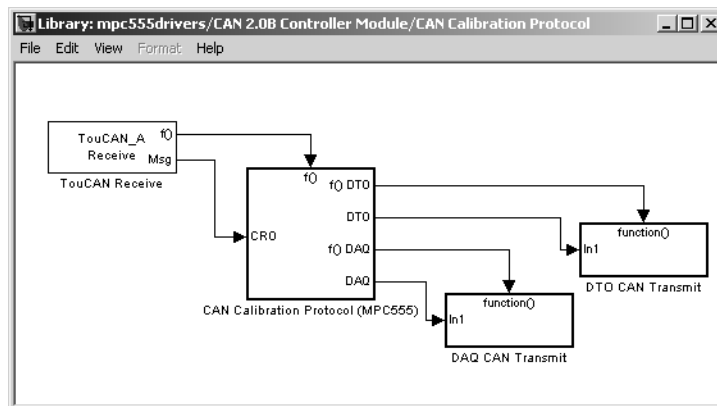 Library: mpc555drivers/CAN 2.0B Controller Module/CAN Calibration Protocol
File Edit View Format Help
TouCAN_A
Receive
f()
Msg
TouCAN Receive
f()
CRO
f() DTO
DTO
f() DAQ
DAQ
CAN Calibration Protocol (MPC555)
function()
In1
DTO CAN Transmit
function()
In1
DAQ CAN Transmit